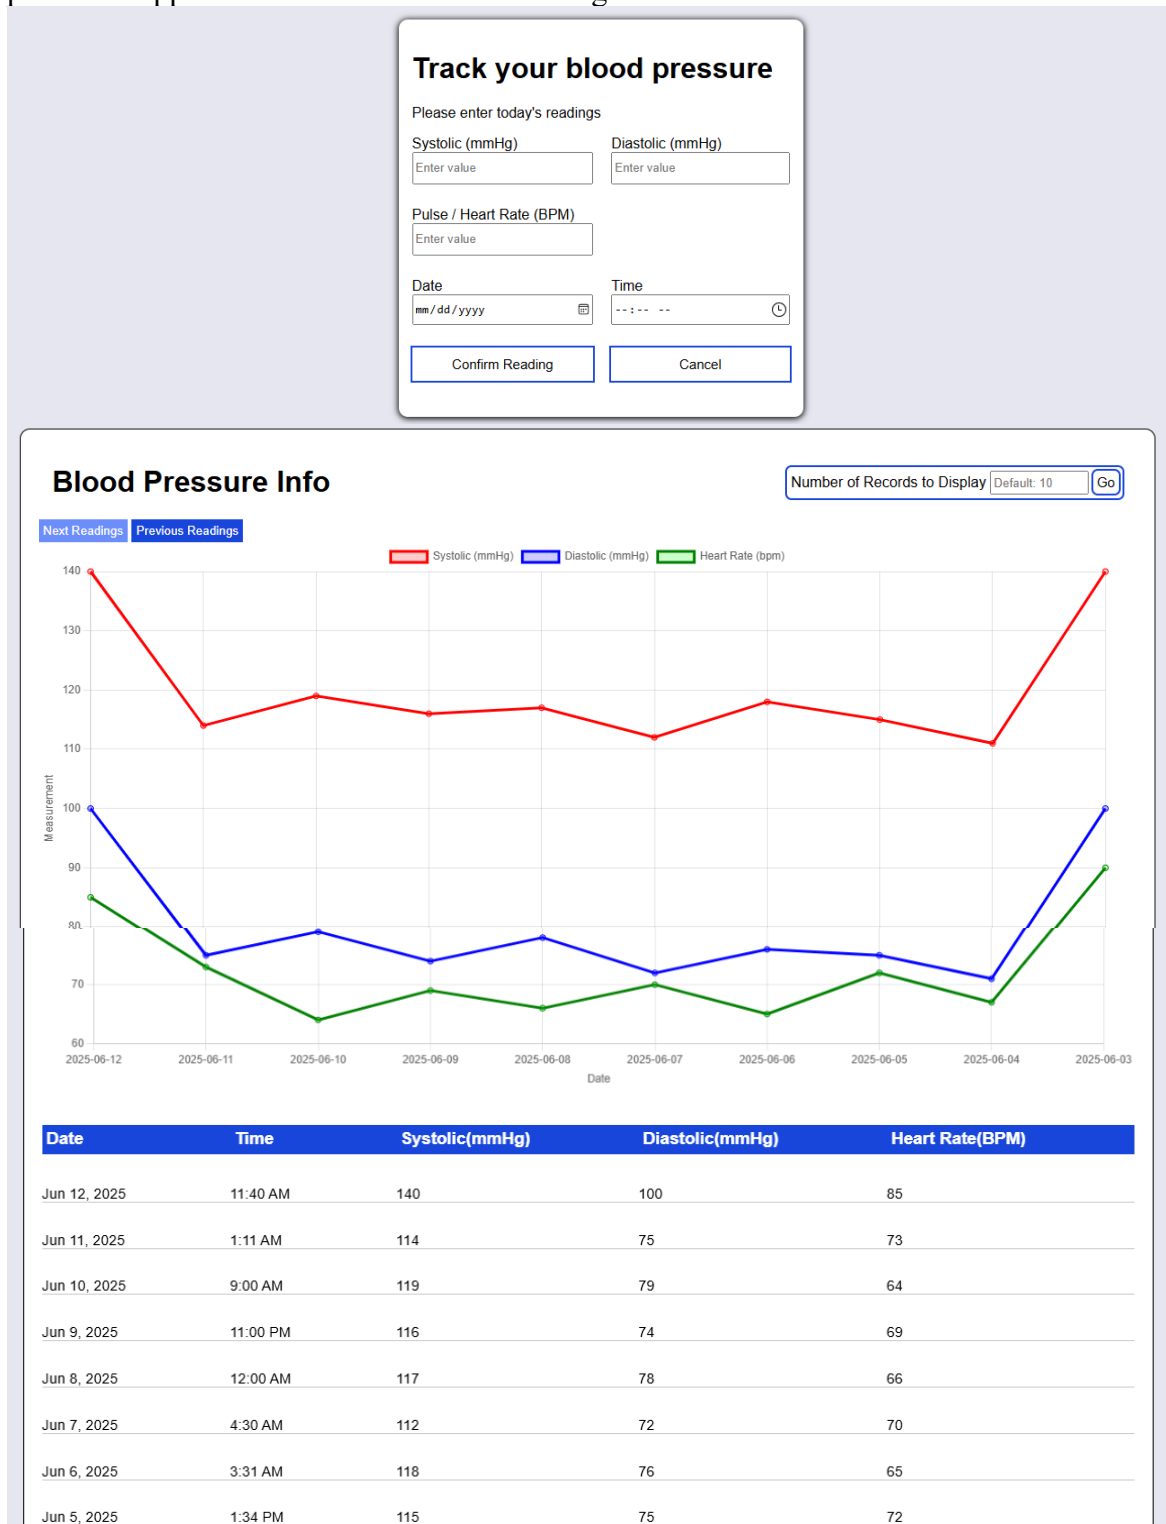 Track your blood pressure
Please enter today's readings
Systolic (mmHg) Diastolic (mmHg)
Enter value Enter value
Pulse / Heart Rate (BPM)
Enter value
Date Time
mm/dd/yyyy --:-- --
Confirm Reading Cancel
Blood Pressure Info
Number of Records to Display Default: 10 Go
Next Readings Previous Readings
Systolic (mmHg) Diastolic (mmHg) Heart Rate (bpm)
140
130
120
110
100
90
80
70
60
Measurement
2025-06-12 2025-06-11 2025-06-10 2025-06-09 2025-06-08 2025-06-07 2025-06-06 2025-06-05 2025-06-04 2025-06-03
Date
Date Time Systolic(mmHg) Diastolic(mmHg) Heart Rate(BPM)
Jun 12, 2025 11:40 AM 140 100 85
Jun 11, 2025 1:11 AM 114 75 73
Jun 10, 2025 9:00 AM 119 79 64
Jun 9, 2025 11:00 PM 116 74 69
Jun 8, 2025 12:00 AM 117 78 66
Jun 7, 2025 4:30 AM 112 72 70
Jun 6, 2025 3:31 AM 118 76 65
Jun 5, 2025 1:34 PM 115 75 72